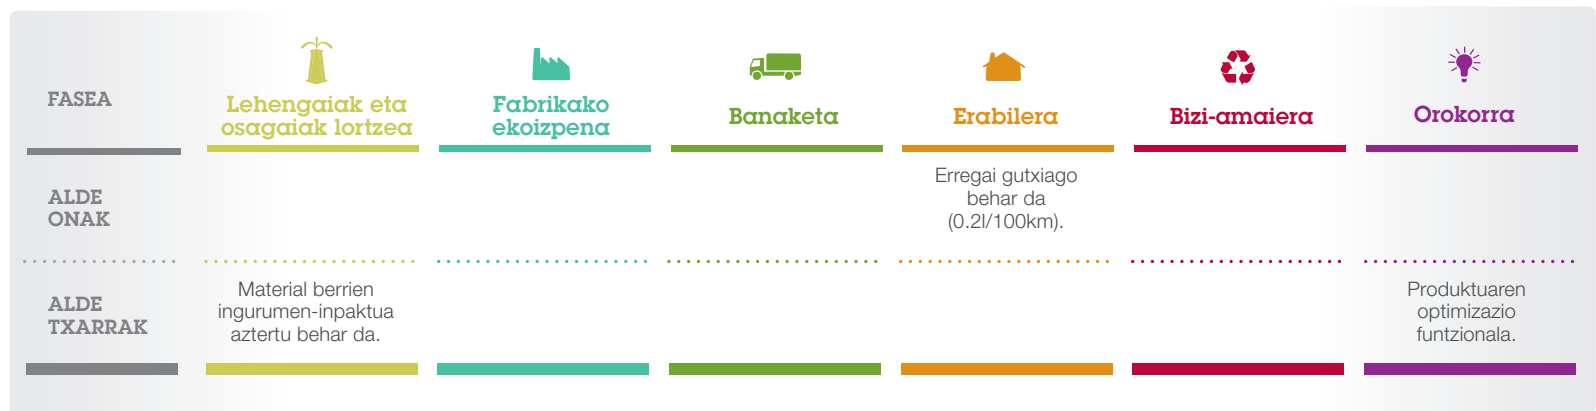 FASEA
Lehengaiak eta
osagaiak lortzea
Fabrikako
ekoizpena
Banaketa
Erabilera
Bizi-amaiera
Orokorra
ALDE
ONAK
Erregai gutxiago
behar da
(0.2l/100km).
ALDE
TXARRAK
Material berrien
ingurumen-inpaktua
aztertu behar da.
Produktuaren
optimizazio
funtzionala.